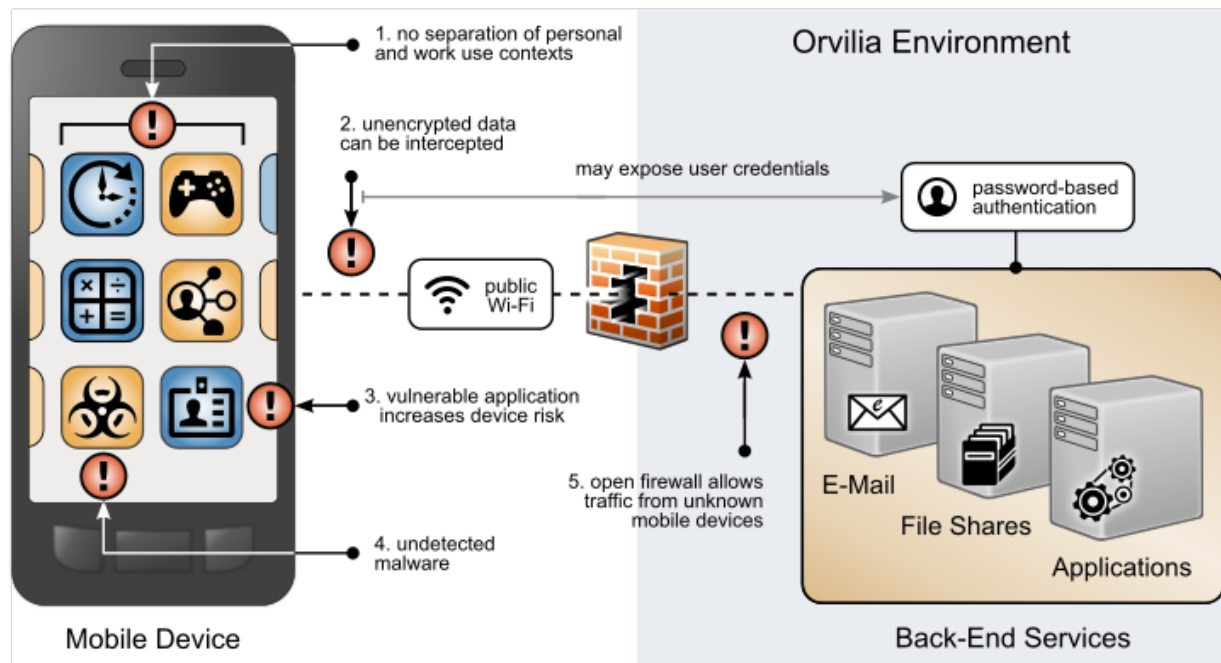 1. no separation of personal
and work use contexts
Orvilia Environment
2. unencrypted data
can be intercepted
may expose user credentials
password-based
authentication
public
Wi-Fi
3. vulnerable application
increases device risk
4. undetected
malware
5. open firewall allows
traffic from unknown
mobile devices
e
E-Mail
File Shares
Applications
Mobile Device
Back-End Services